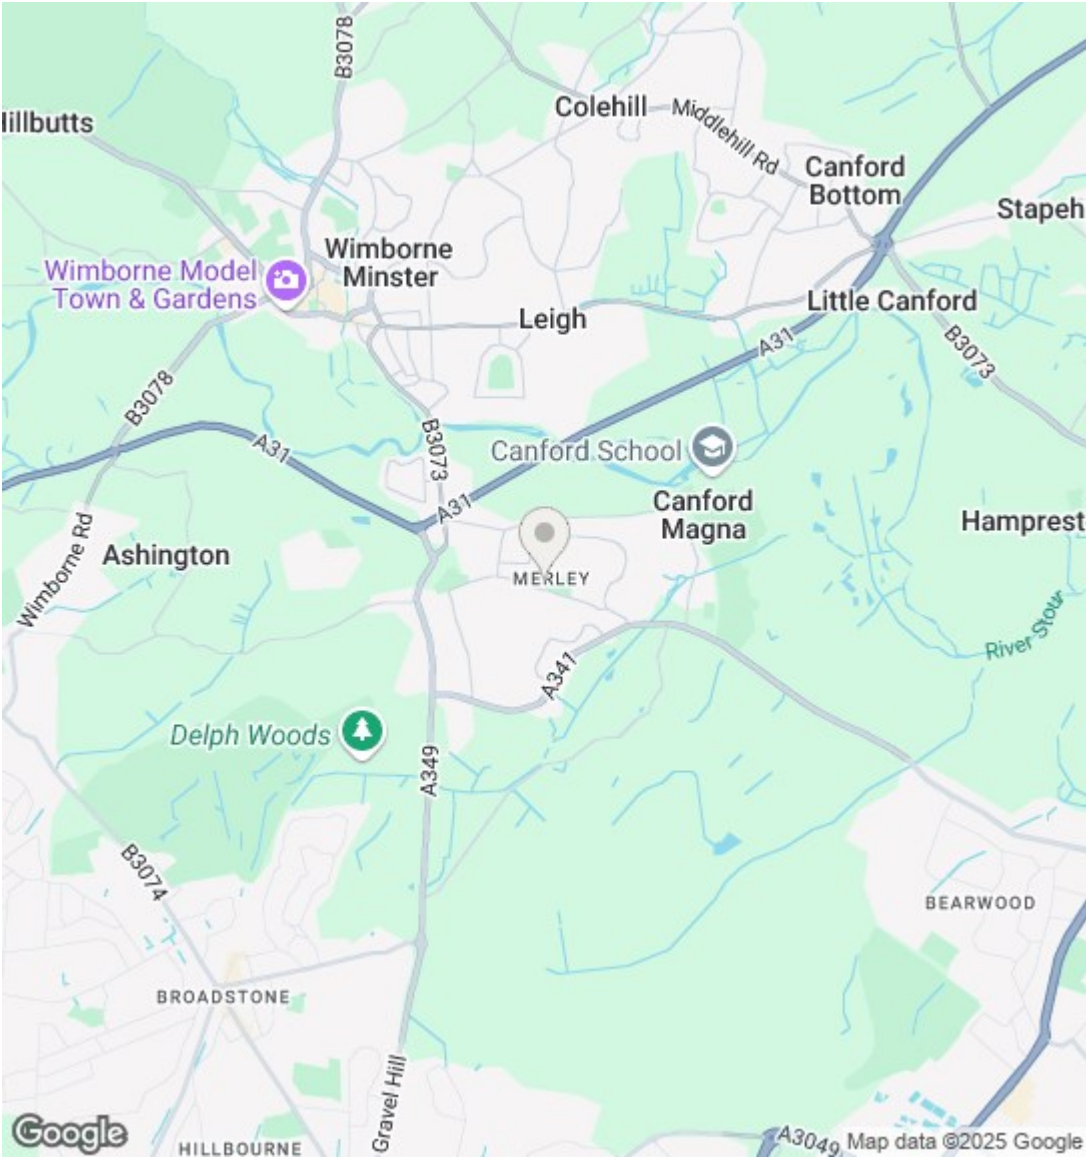 B3078
Colehill
Middlehill Rd
Hillbutts
Canford
Bottom
Stapeh
Wimborne
Minster
Wimborne Model
Town & Gardens
Little Canford
Leigh
A31
B3073
B3078
B3073
A31
Canford School
A31
Canford
Magna
Hamprest
Wimborne Rd
Ashington
MERLEY
River Stour
A341
Delph Woods
A349
B3074
BEARWOOD
BROADSTONE
Gravel Hill
Google
HILLBOURNE
A3049
Map data ©2025 Google